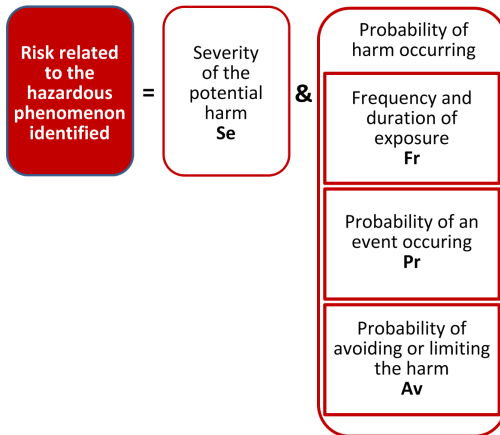 Risk related
to the
hazardous
phenomenon
identified
=
Severity
of the
potential
harm
Se
&
Probability of
harm occurring
Frequency and
duration of
exposure
Fr
Probability of an
event occuring
Pr
Probability of
avoiding or limiting
the harm
Av